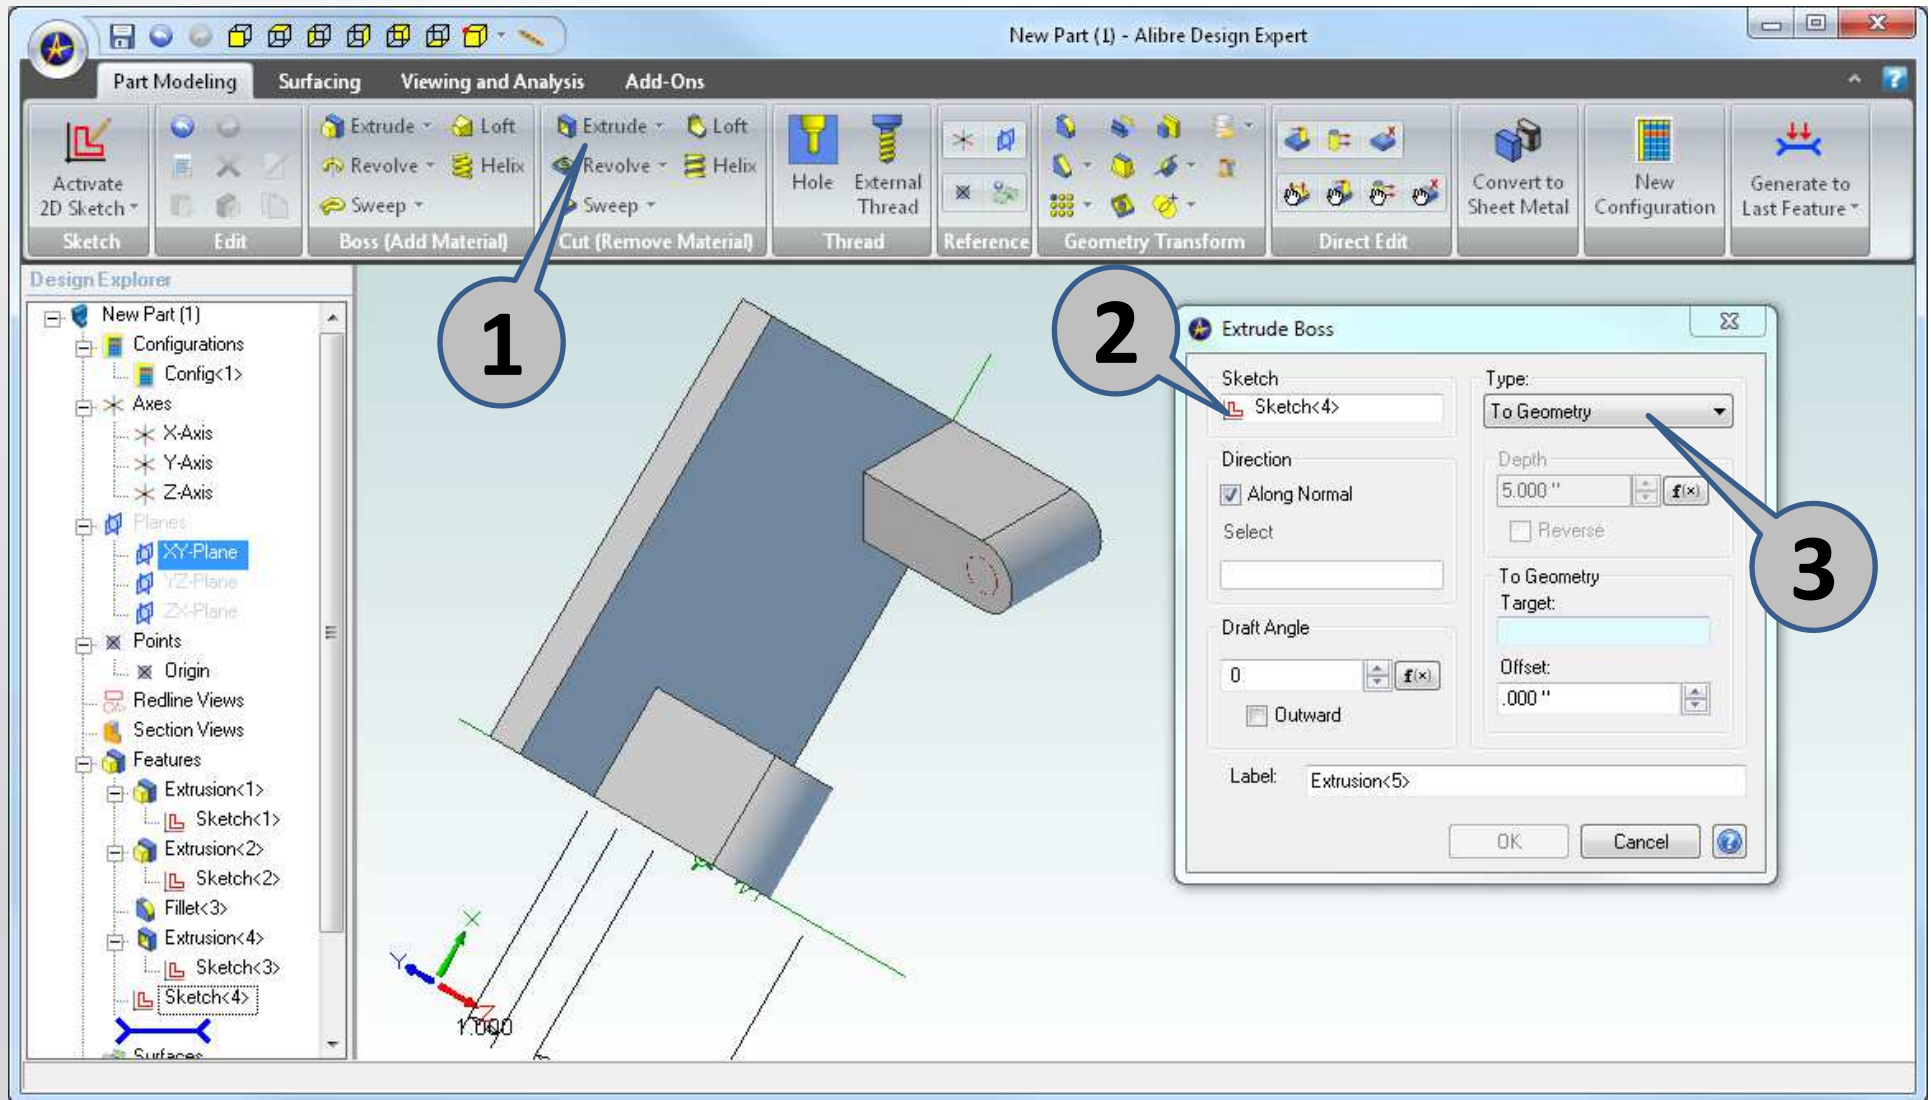 New Part (1) - Alibre Design Expert
Part Modeling Surfacing Viewing and Analysis Add-Ons
Activate
2D Sketch
Sketch
Edit
Extrude Loft
Revolve Helix
Sweep
Boss (Add Material)
Extrude Loft
Revolve Helix
Sweep
Cut (Remove Material)
Hole
External
Thread
Thread
Reference
Geometry Transform
Direct Edit
Convert to
Sheet Metal
New
Configuration
Generate to
Last Feature
Design Explorer
New Part (1)
Configurations
Config<1>
Axes
X-Axis
Y-Axis
Z-Axis
Planes
XY-Plane
YZ-Plane
ZX-Plane
Points
Origin
Redline Views
Section Views
Features
Extrusion<1>
Sketch<1>
Extrusion<2>
Sketch<2>
Fillet<3>
Extrusion<4>
Sketch<3>
Sketch<4>
Surfaces
1
2
3
X
Y
Z
1.000
Extrude Boss
Sketch
Sketch<4>
Direction
Along Normal
Select
Draft Angle
0
f(x)
Outward
Type:
To Geometry
Depth
5.000 "
f(x)
Reverse
To Geometry
Target:
Offset:
.000 "
Label: Extrusion<5>
OK Cancel ?